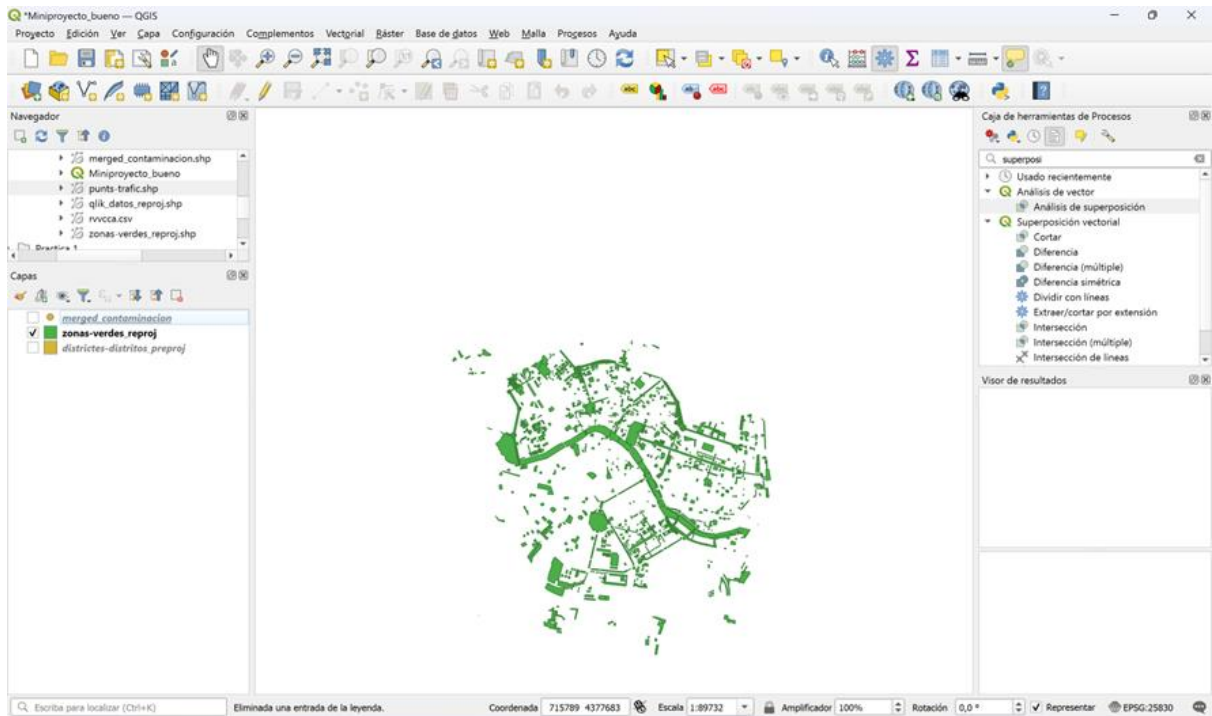 *Miniproyecto_bueno — QGIS
Proyecto Edición Ver Capa Configuración Complementos Vectorial Ráster Base de datos Web Malla Procesos Ayuda
Navegador
merged_contaminacion.shp
Miniproyecto_bueno
punts-trafic.shp
qlik_datos_reproj.shp
rvvcca.csv
zonas-verdes_reproj.shp
Practica 1
Capas
merged_contaminacion
zonas-verdes_reproj
districtes-distritos_preproj
Caja de herramientas de Procesos
superposi
Usado recientemente
Análisis de vector
Análisis de superposición
Superposición vectorial
Cortar
Diferencia
Diferencia (múltiple)
Diferencia simétrica
Dividir con líneas
Extraer/cortar por extensión
Intersección
Intersección (múltiple)
Intersección de líneas
Visor de resultados
Escriba para localizar (Ctrl+K) Eliminada una entrada de la leyenda. Coordenada 715789 4377683 Escala 1:89732 Amplificador 100% Rotación 0,0 ° Representar EPSG:25830